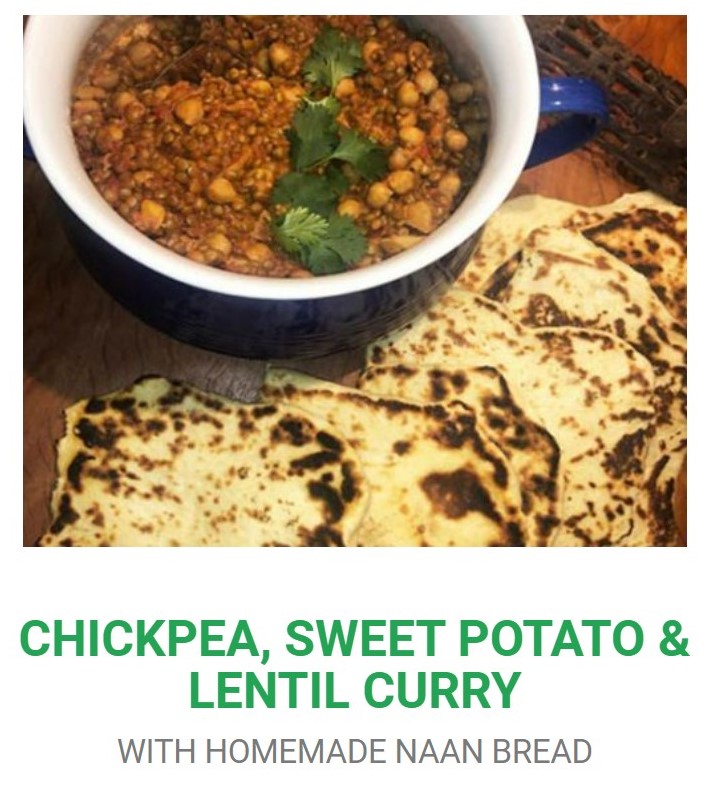 CHICKPEA, SWEET POTATO &
LENTIL CURRY
WITH HOMEMADE NAAN BREAD